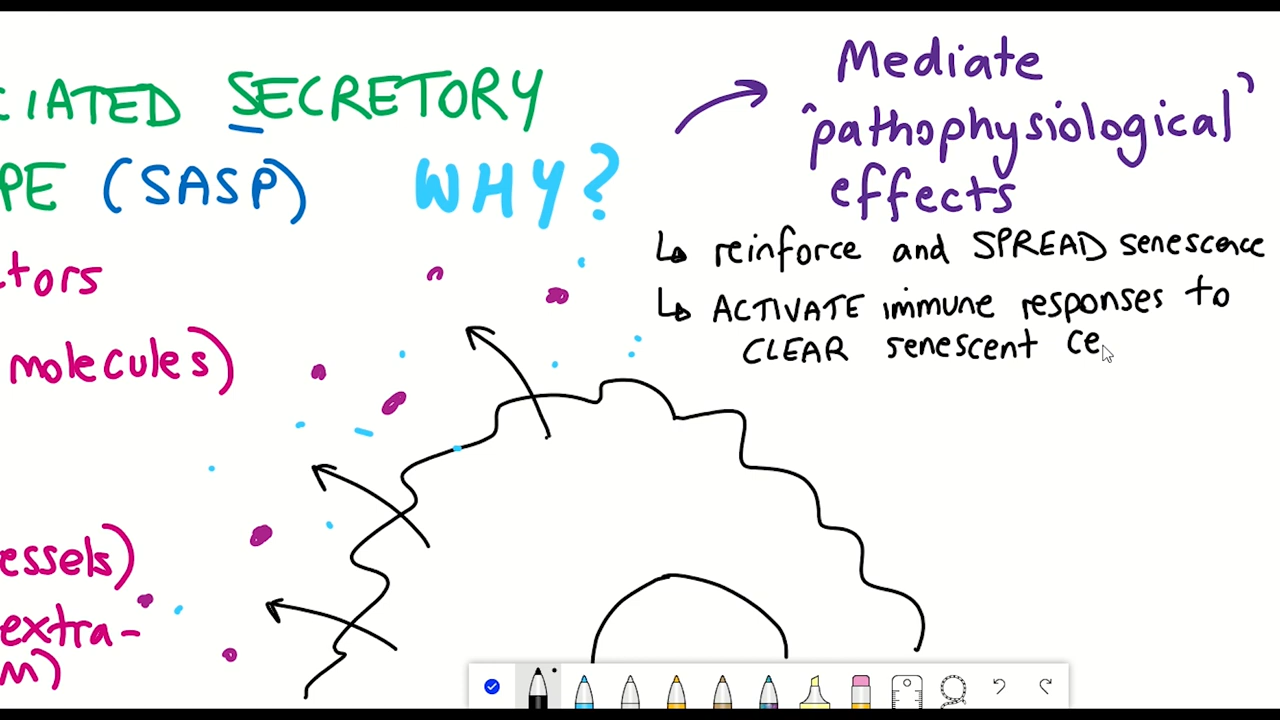 CIATED SECRETORY
PE (SASP)
WHY?
tors
molecules)
essels)
extra-
M)
Mediate
"pathophysiological"
effects
↳ reinforce and SPREAD senescence
↳ ACTIVATE immune responses to
CLEAR senescent ce